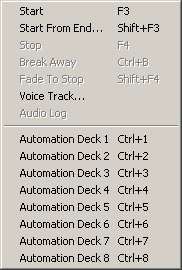 Start F3
Start From End... Shift+F3
Stop F4
Break Away Ctrl+B
Fade To Stop Shift+F4
Voice Track...
Audio Log
Automation Deck 1 Ctrl+1
Automation Deck 2 Ctrl+2
Automation Deck 3 Ctrl+3
Automation Deck 4 Ctrl+4
Automation Deck 5 Ctrl+5
Automation Deck 6 Ctrl+6
Automation Deck 7 Ctrl+7
Automation Deck 8 Ctrl+8